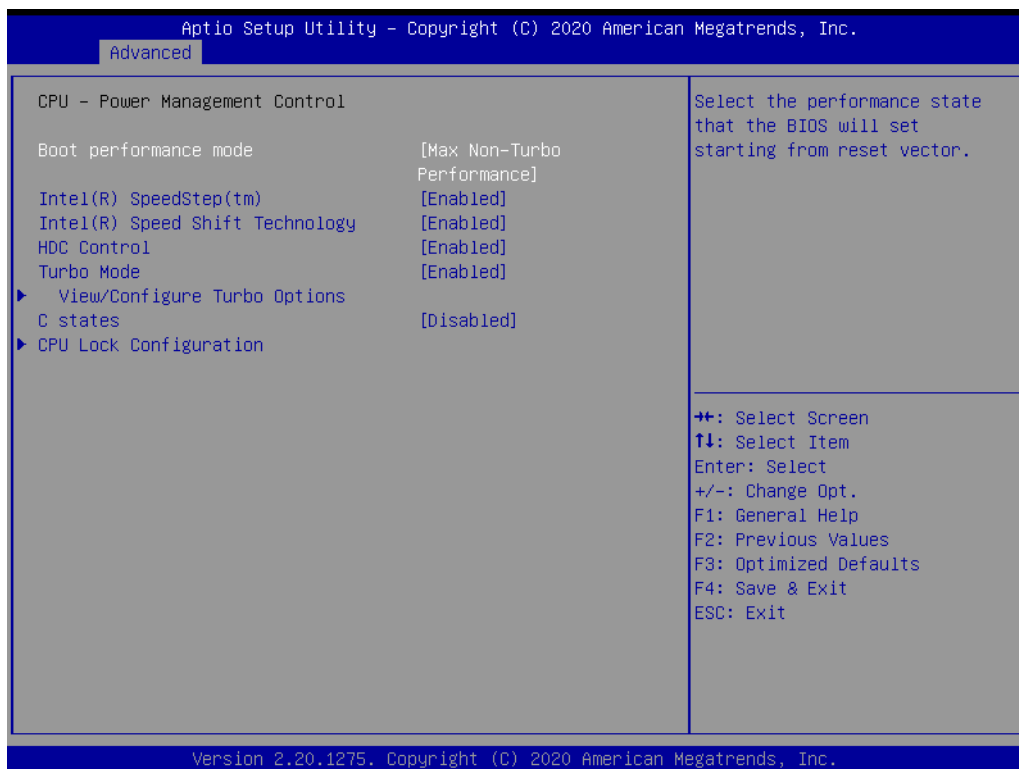 Aptio Setup Utility – Copyright (C) 2020 American Megatrends, Inc.
Advanced
CPU – Power Management Control
Boot performance mode [Max Non-Turbo
Performance]
Intel(R) SpeedStep(tm) [Enabled]
Intel(R) Speed Shift Technology [Enabled]
HDC Control [Enabled]
Turbo Mode [Enabled]
View/Configure Turbo Options
C states [Disabled]
CPU Lock Configuration
Select the performance state
that the BIOS will set
starting from reset vector.
→←: Select Screen
↑↓: Select Item
Enter: Select
+/-: Change Opt.
F1: General Help
F2: Previous Values
F3: Optimized Defaults
F4: Save & Exit
ESC: Exit
Version 2.20.1275. Copyright (C) 2020 American Megatrends, Inc.